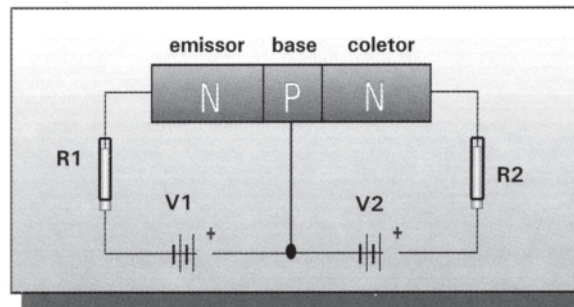 emissor base coletor
N P N
R1 R2
V1 V2
+ +